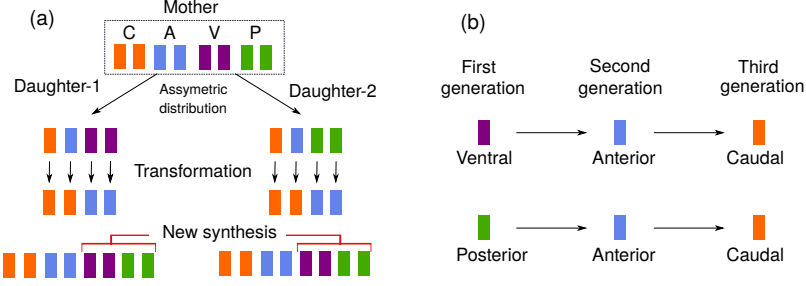 (a)
Mother
C A V P
Daughter-1
Assymetric
distribution
Daughter-2
Transformation
New synthesis
(b)
First
generation
Second
generation
Third
generation
Ventral
Anterior
Caudal
Posterior
Anterior
Caudal